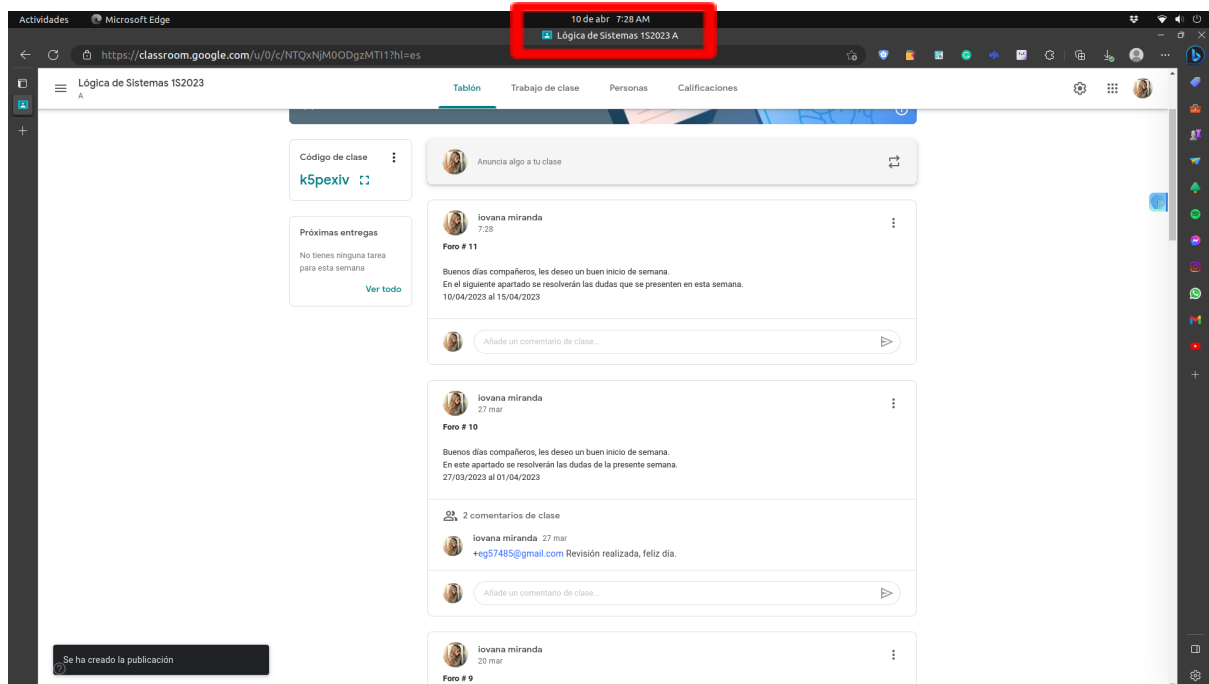 Actividades Microsoft Edge 10 de abr 7:28 AM
Lógica de Sistemas 1S2023 A
https://classroom.google.com/u/0/c/NTQxNjM0ODgzMTI1?hl=es
Lógica de Sistemas 1S2023
A
Tablón Trabajo de clase Personas Calificaciones
Código de clase
k5pexiv
Próximas entregas
No tienes ninguna tarea
para esta semana
Ver todo
Anuncia algo a tu clase
iovana miranda
7:28
Foro # 11
Buenos días compañeros, les deseo un buen inicio de semana.
En el siguiente apartado se resolverán las dudas que se presenten en esta semana.
10/04/2023 al 15/04/2023
Añade un comentario de clase...
iovana miranda
27 mar
Foro # 10
Buenos días compañeros, les deseo un buen inicio de semana.
En este apartado se resolverán las dudas de la presente semana.
27/03/2023 al 01/04/2023
2 comentarios de clase
iovana miranda 27 mar
+eg57485@gmail.com Revisión realizada, feliz día.
Añade un comentario de clase...
iovana miranda
20 mar
Foro # 9
Se ha creado la publicación